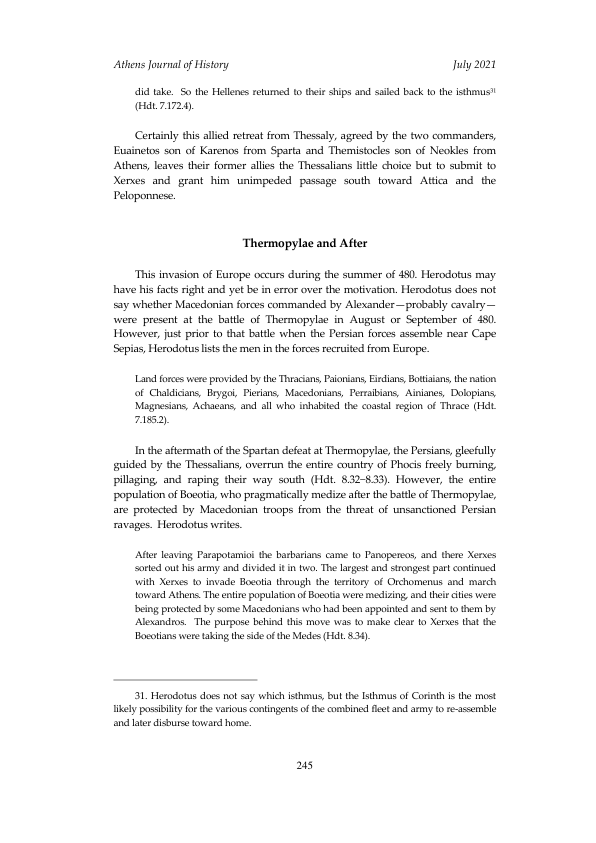 Athens Journal of History July 2021
did take. So the Hellenes returned to their ships and sailed back to the isthmus31
(Hdt. 7.172.4).
Certainly this allied retreat from Thessaly, agreed by the two commanders,
Euainetos son of Karenos from Sparta and Themistocles son of Neokles from
Athens, leaves their former allies the Thessalians little choice but to submit to
Xerxes and grant him unimpeded passage south toward Attica and the
Peloponnese.
Thermopylae and After
This invasion of Europe occurs during the summer of 480. Herodotus may
have his facts right and yet be in error over the motivation. Herodotus does not
say whether Macedonian forces commanded by Alexander—probably cavalry—
were present at the battle of Thermopylae in August or September of 480.
However, just prior to that battle when the Persian forces assemble near Cape
Sepias, Herodotus lists the men in the forces recruited from Europe.
Land forces were provided by the Thracians, Paionians, Eirdians, Bottiaians, the nation
of Chaldicians, Brygoi, Pierians, Macedonians, Perraibians, Ainianes, Dolopians,
Magnesians, Achaeans, and all who inhabited the coastal region of Thrace (Hdt.
7.185.2).
In the aftermath of the Spartan defeat at Thermopylae, the Persians, gleefully
guided by the Thessalians, overrun the entire country of Phocis freely burning,
pillaging, and raping their way south (Hdt. 8.32−8.33). However, the entire
population of Boeotia, who pragmatically medize after the battle of Thermopylae,
are protected by Macedonian troops from the threat of unsanctioned Persian
ravages. Herodotus writes.
After leaving Parapotamioi the barbarians came to Panopereos, and there Xerxes
sorted out his army and divided it in two. The largest and strongest part continued
with Xerxes to invade Boeotia through the territory of Orchomenus and march
toward Athens. The entire population of Boeotia were medizing, and their cities were
being protected by some Macedonians who had been appointed and sent to them by
Alexandros. The purpose behind this move was to make clear to Xerxes that the
Boeotians were taking the side of the Medes (Hdt. 8.34).
31. Herodotus does not say which isthmus, but the Isthmus of Corinth is the most
likely possibility for the various contingents of the combined fleet and army to re-assemble
and later disburse toward home.
245